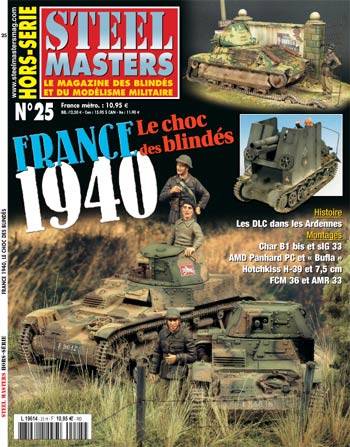 www.steelmastersmag.com
HORS-SÉRIE
STEEL
MASTERS
LE MAGAZINE DES BLINDÉS
ET DU MODÉLISME MILITAIRE
N°25
France métro. : 10,95 €
FRANCE
1940
Le choc
des blindés
Histoire
Les DLC dans les Ardennes
Montages
Char B1 bis et sIG 33
AMD Panhard PC et « Bufla »
Hotchkiss H-39 et 7,5 cm
FCM 36 et AMR 33
25
FRANCE 1940, LE CHOC DES BLINDÉS
STEEL MASTERS HORS-SÉRIE